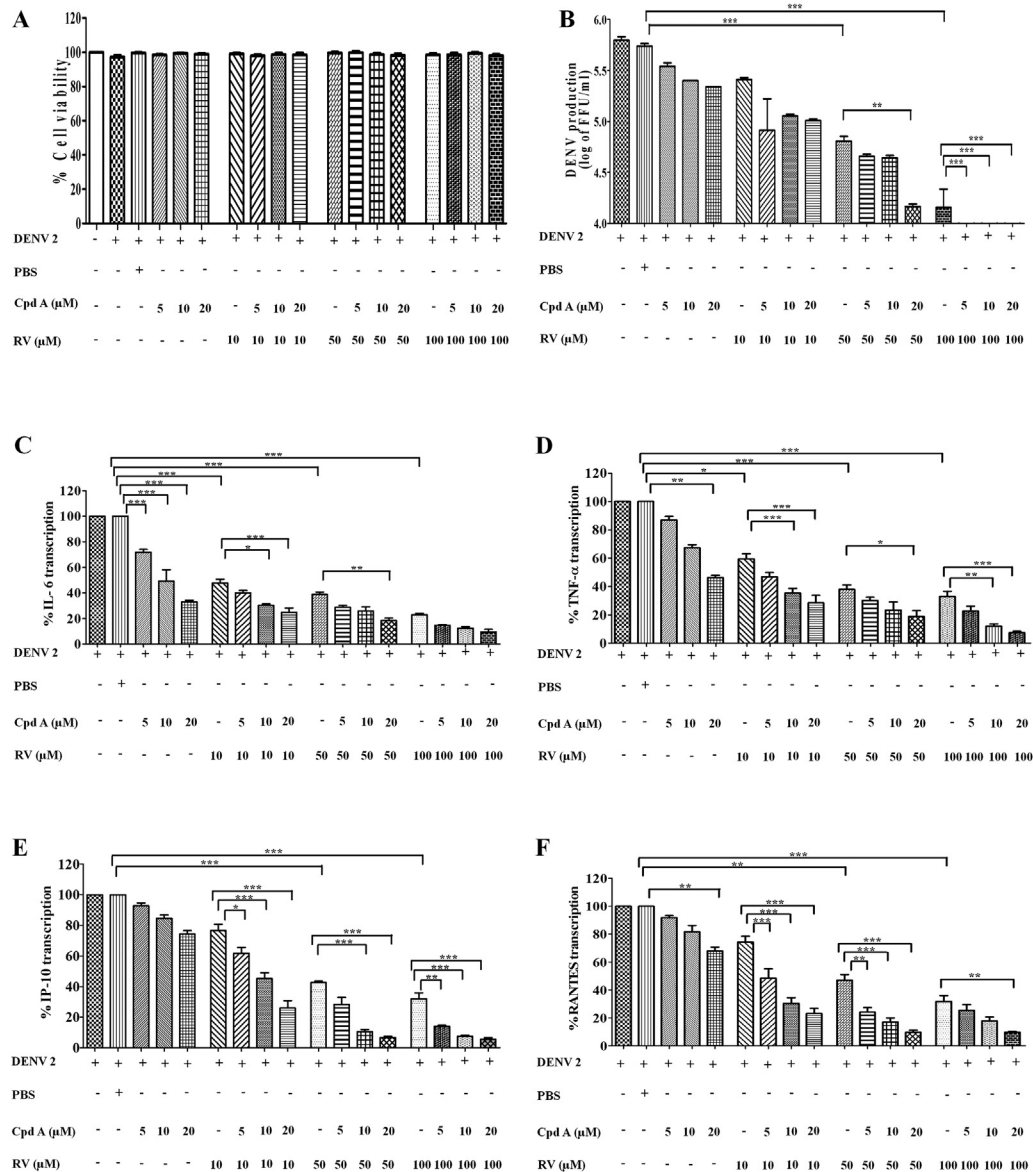 A
% Cell viability
120
100
80
60
40
20
0
DENV 2 - + + + + + + + + + + + + + + + + +
PBS - - + - - - - - - - - - - - - - - -
Cpd A (µM) - - - 5 10 20 - 5 10 20 - 5 10 20 - 5 10 20
RV (µM) - - - - - - 10 10 10 10 50 50 50 50 100 100 100 100
B
DENV production
(log of FFU/ml)
6.0
5.5
5.0
4.5
4.0
***
***
**
***
***
***
DENV 2 + + + + + + + + + + + + + + + + +
PBS - + - - - - - - - - - - - - - - -
Cpd A (µM) - - 5 10 20 - 5 10 20 - 5 10 20 - 5 10 20
RV (µM) - - - - - 10 10 10 10 50 50 50 50 100 100 100 100
C
% IL- 6 transcription
120
100
80
60
40
20
0
***
***
***
***
***
***
***
*
**
DENV 2 + + + + + + + + + + + + + + + + +
PBS - + - - - - - - - - - - - - - - -
Cpd A (µM) - - 5 10 20 - 5 10 20 - 5 10 20 - 5 10 20
RV (µM) - - - - - 10 10 10 10 50 50 50 50 100 100 100 100
D
% TNF-α transcription
120
100
80
60
40
20
0
***
***
*
**
***
***
*
***
**
DENV 2 + + + + + + + + + + + + + + + + +
PBS - + - - - - - - - - - - - - - - -
Cpd A (µM) - - 5 10 20 - 5 10 20 - 5 10 20 - 5 10 20
RV (µM) - - - - - 10 10 10 10 50 50 50 50 100 100 100 100
E
% IP-10 transcription
120
100
80
60
40
20
0
***
***
***
***
*
***
***
***
***
**
DENV 2 + + + + + + + + + + + + + + + + +
PBS - + - - - - - - - - - - - - - - -
Cpd A (µM) - - 5 10 20 - 5 10 20 - 5 10 20 - 5 10 20
RV (µM) - - - - - 10 10 10 10 50 50 50 50 100 100 100 100
F
% RANTES transcription
120
100
80
60
40
20
0
***
**
**
***
***
***
***
***
**
**
DENV 2 + + + + + + + + + + + + + + + + +
PBS - + - - - - - - - - - - - - - - -
Cpd A (µM) - - 5 10 20 - 5 10 20 - 5 10 20 - 5 10 20
RV (µM) - - - - - 10 10 10 10 50 50 50 50 100 100 100 100